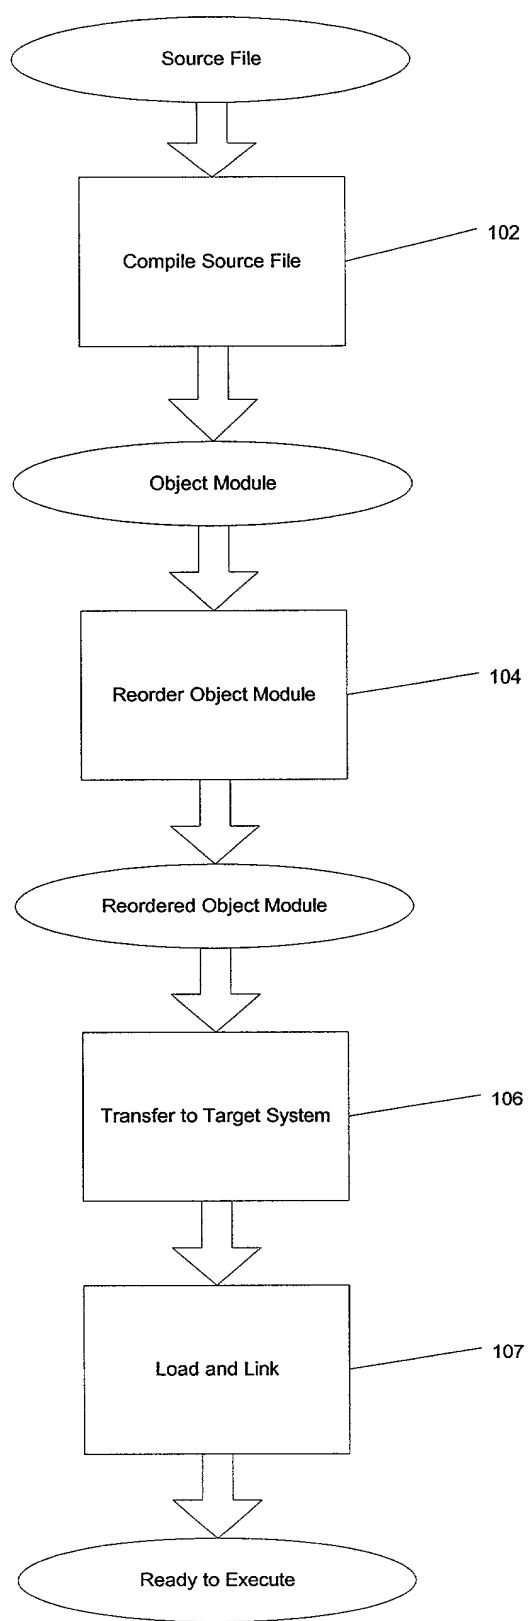 Source File
Compile Source File
102
Object Module
Reorder Object Module
104
Reordered Object Module
Transfer to Target System
106
Load and Link
107
Ready to Execute